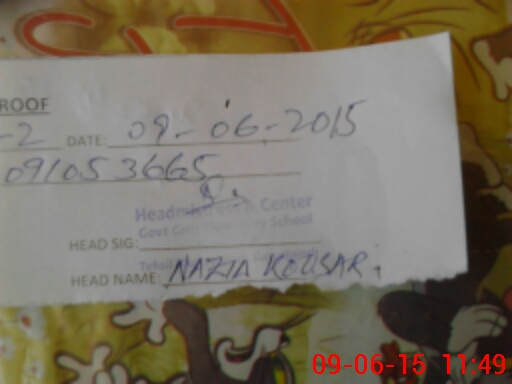 ROOF
-2 DATE: 09-06-2015
091053665
Headmistress & Center
Govt Girls School
HEAD SIG:
HEAD NAME: NAZIA KOUSAR
09-06-15 11:49